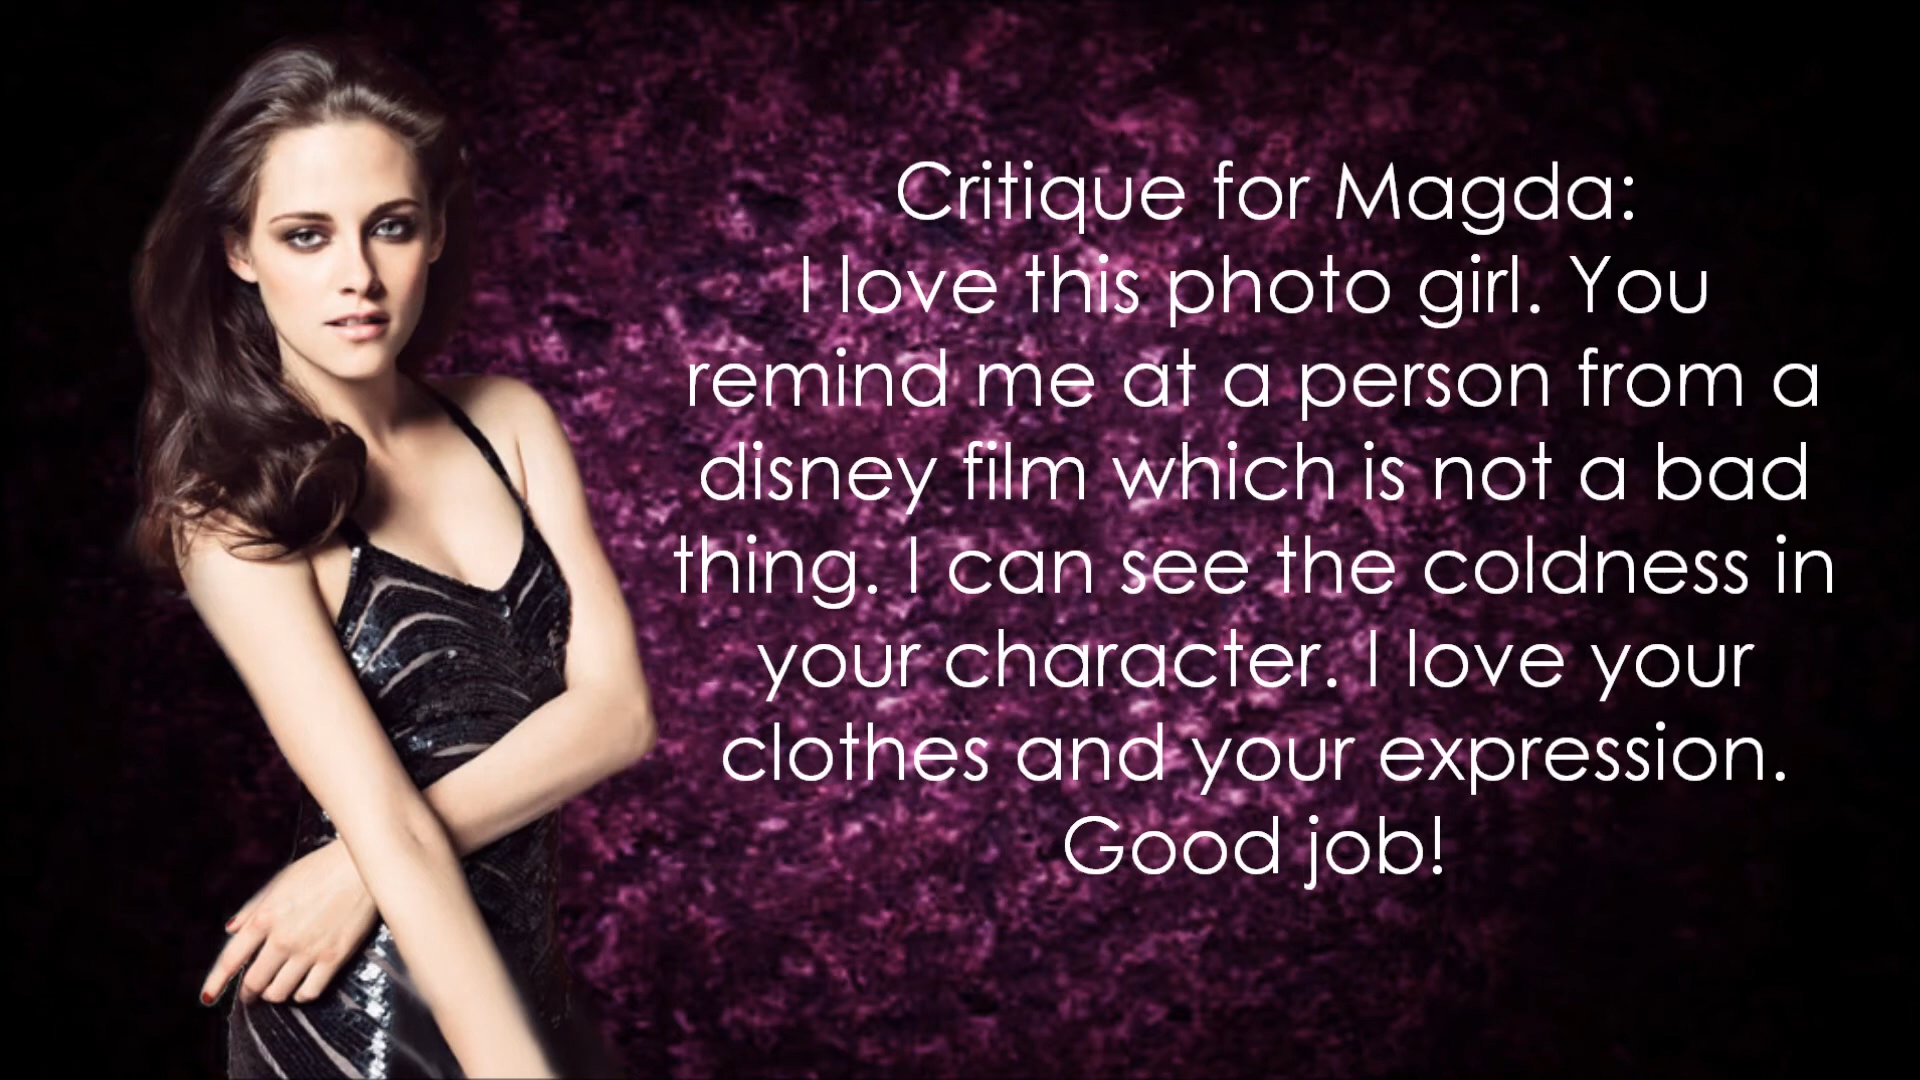 Critique for Magda:
I love this photo girl. You
remind me at a person from a
disney film which is not a bad
thing. I can see the coldness in
your character. I love your
clothes and your expression.
Good job!